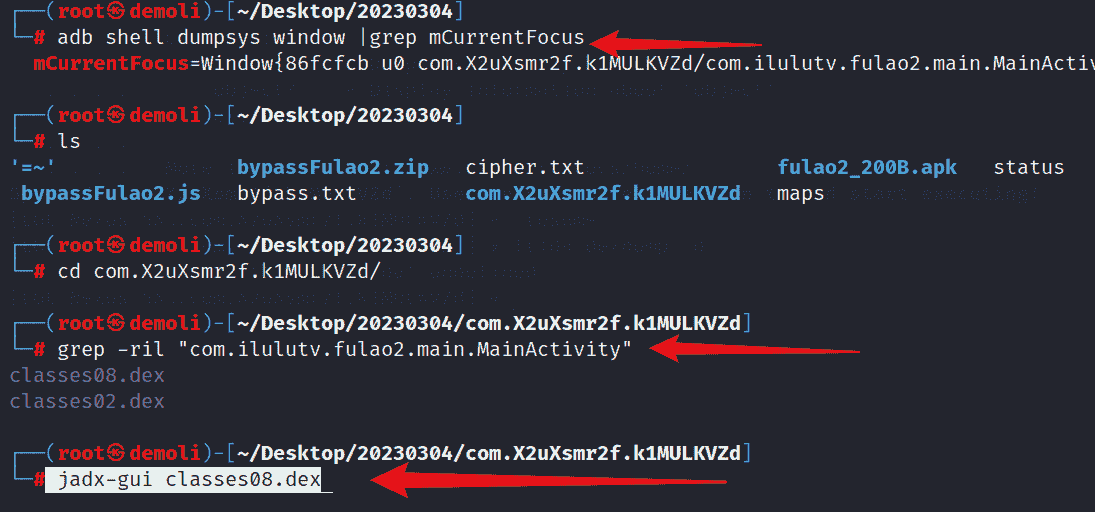 ┌──(root㉿demoli)-[~/Desktop/20230304]
└─# adb shell dumpsys window |grep mCurrentFocus
mCurrentFocus=Window{86fcfcb u0 com.X2uXsmr2f.k1MULKVZd/com.ilulutv.fulao2.main.MainActiv
┌──(root㉿demoli)-[~/Desktop/20230304]
└─# ls
'=~' bypassFulao2.zip cipher.txt fulao2_200B.apk status
bypassFulao2.js bypass.txt com.X2uXsmr2f.k1MULKVZd maps
┌──(root㉿demoli)-[~/Desktop/20230304]
└─# cd com.X2uXsmr2f.k1MULKVZd/
┌──(root㉿demoli)-[~/Desktop/20230304/com.X2uXsmr2f.k1MULKVZd]
└─# grep -ril "com.ilulutv.fulao2.main.MainActivity"
classes08.dex
classes02.dex
┌──(root㉿demoli)-[~/Desktop/20230304/com.X2uXsmr2f.k1MULKVZd]
└─# jadx-gui classes08.dex